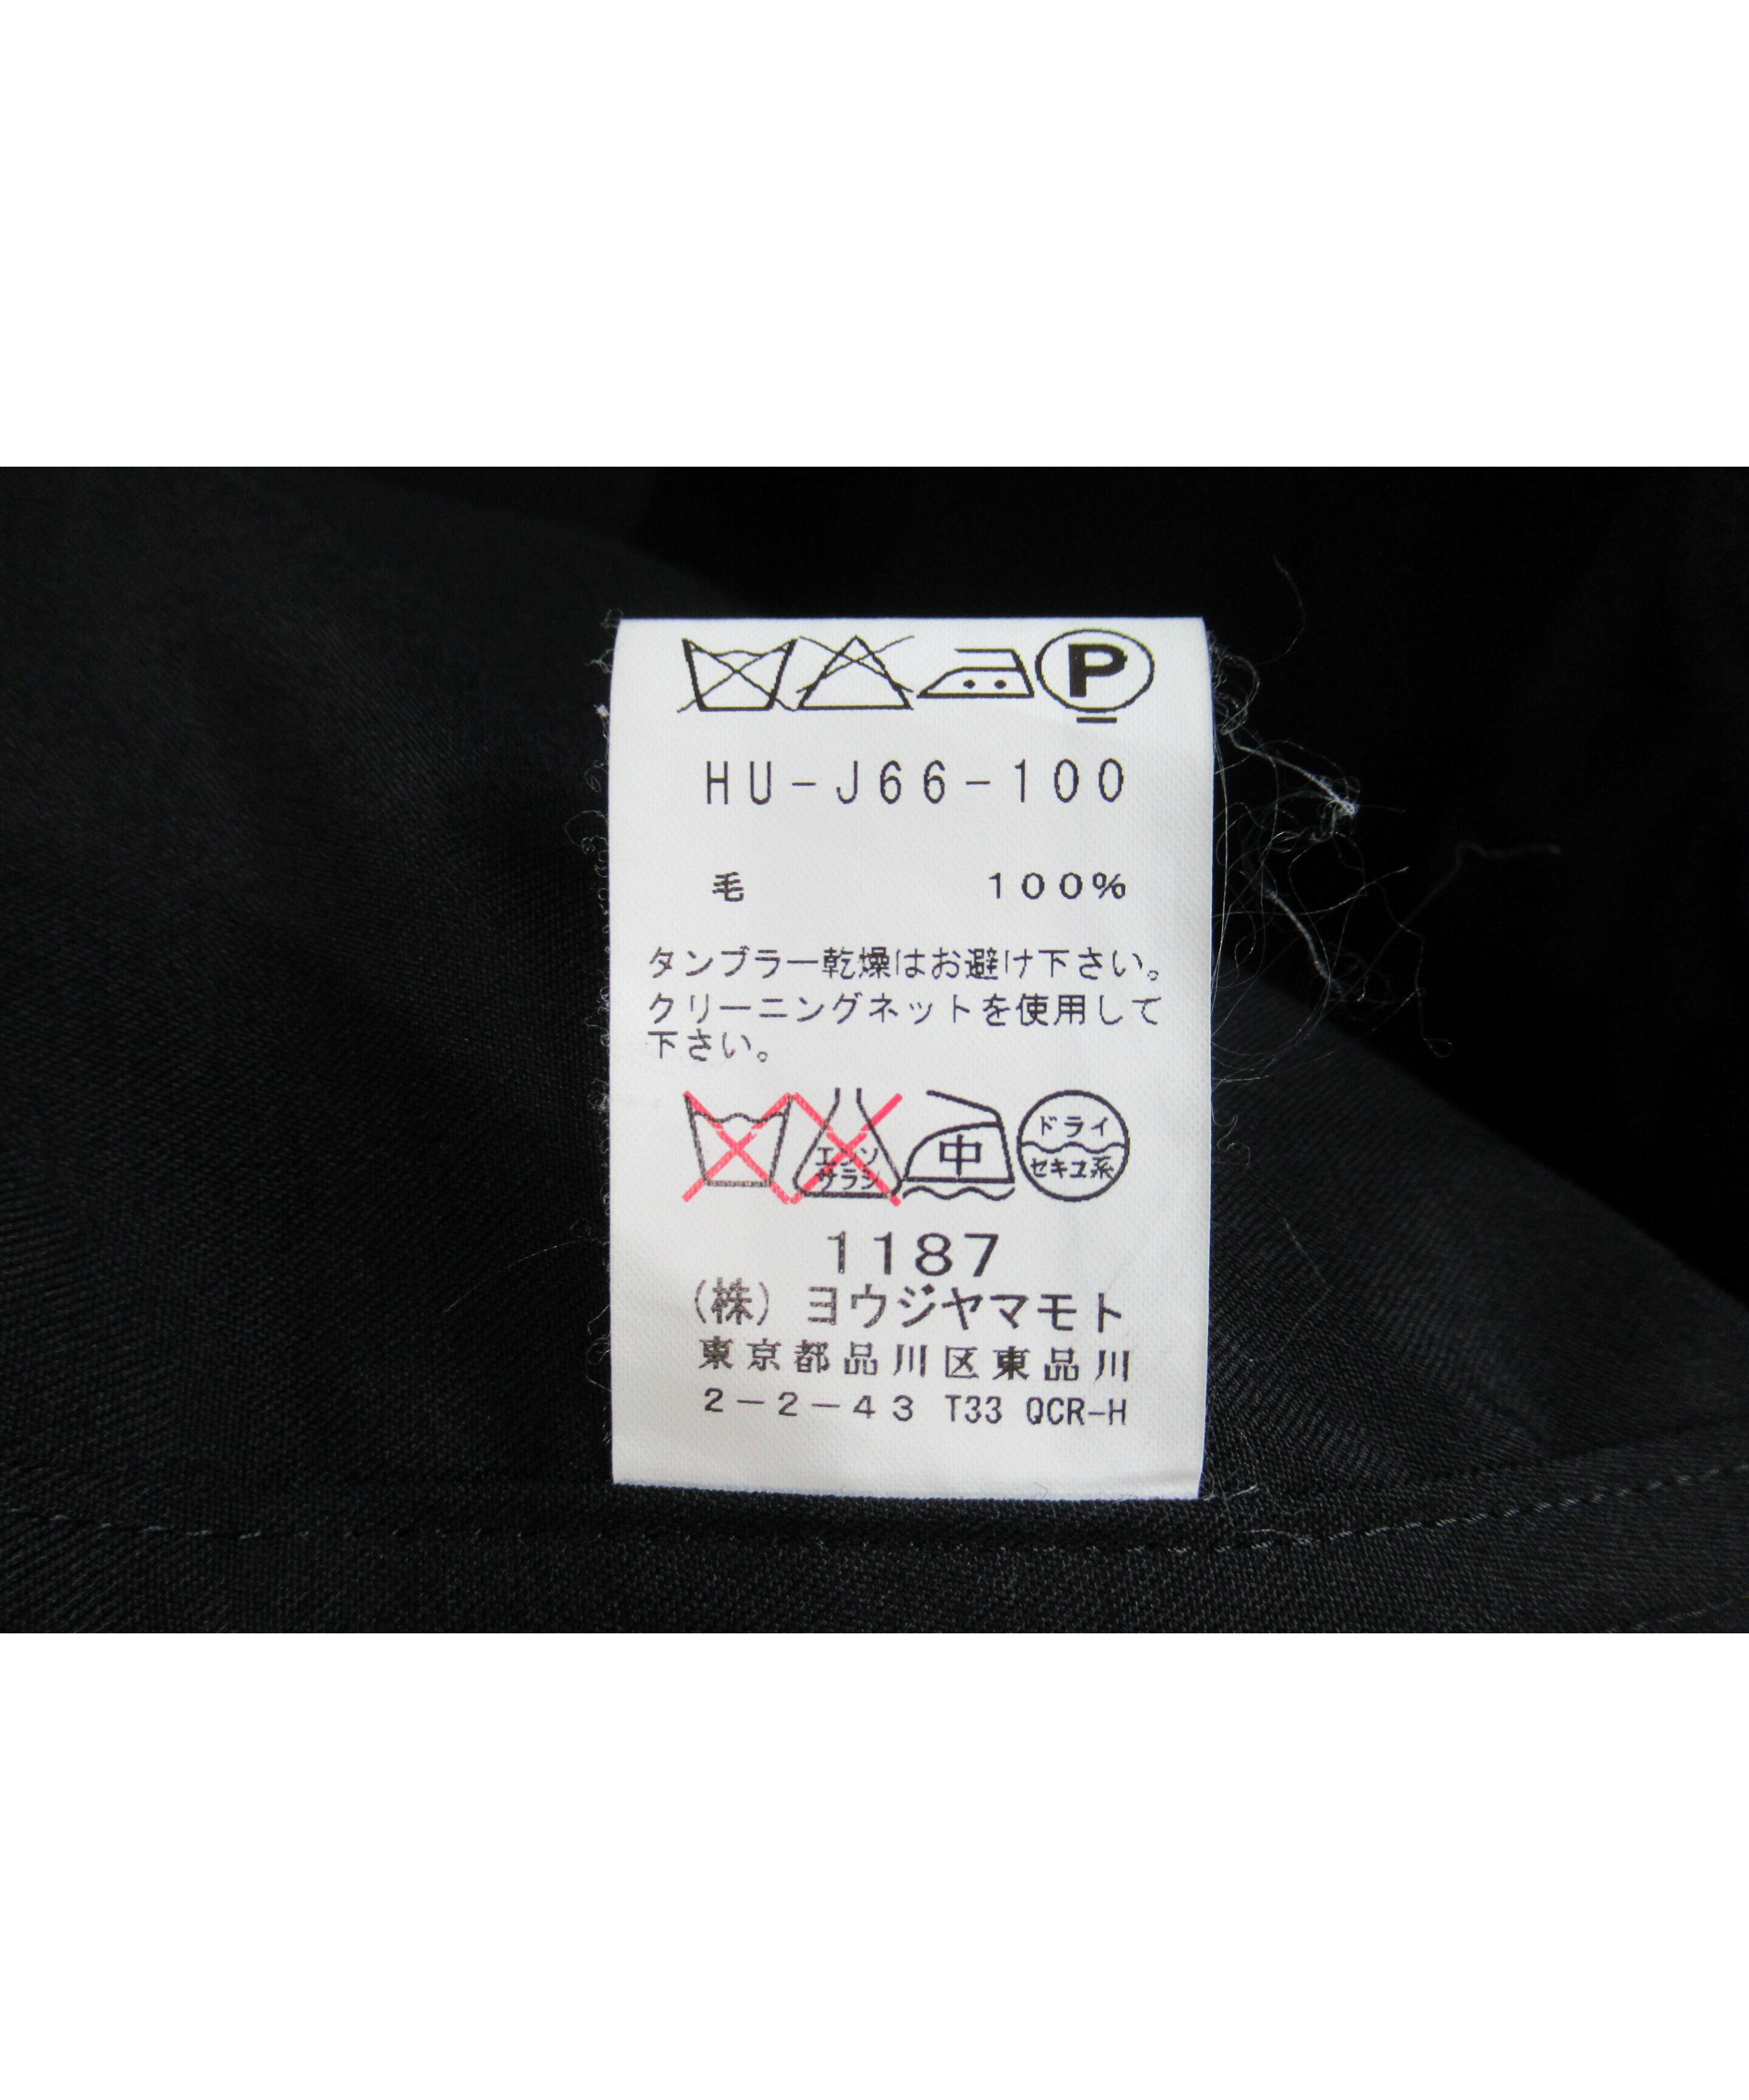 P
HU-J66-100
毛 100%
タンブラー乾燥はお避け下さい。
クリーニングネットを使用して
下さい。
エンソ
サラシ
中
ドライ
セキユ系
1187
(株) ヨウジヤマモト
東京都品川区東品川
2-2-43 T33 QCR-H